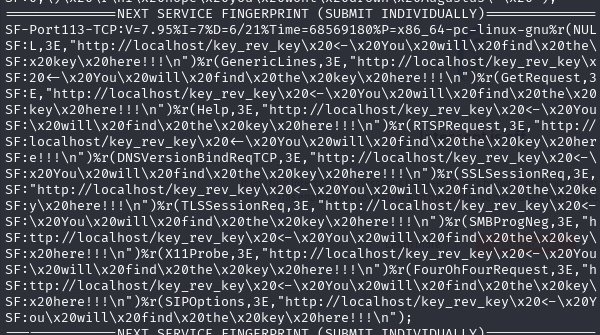 ==============NEXT SERVICE FINGERPRINT (SUBMIT INDIVIDUALLY)==============
SF-Port113-TCP:V=7.95%I=7%D=6/21%Time=68569180%P=x86_64-pc-linux-gnu%r(NUL
SF:L,3E,"http://localhost/key_rev_key\x20<-\x20You\x20will\x20find\x20the\
SF:x20key\x20here!!!\n")%r(GenericLines,3E,"http://localhost/key_rev_key\x
SF:20<-\x20You\x20will\x20find\x20the\x20key\x20here!!!\n")%r(GetRequest,3
SF:E,"http://localhost/key_rev_key\x20<-\x20You\x20will\x20find\x20the\x20
SF:key\x20here!!!\n")%r(Help,3E,"http://localhost/key_rev_key\x20<-\x20You
SF:\x20will\x20find\x20the\x20key\x20here!!!\n")%r(RTSPRequest,3E,"http://
SF:localhost/key_rev_key\x20<-\x20You\x20will\x20find\x20the\x20key\x20her
SF:e!!!\n")%r(DNSVersionBindReqTCP,3E,"http://localhost/key_rev_key\x20<-\
SF:x20You\x20will\x20find\x20the\x20key\x20here!!!\n")%r(SSLSessionReq,3E,
SF:"http://localhost/key_rev_key\x20<-\x20You\x20will\x20find\x20the\x20ke
SF:y\x20here!!!\n")%r(TLSSessionReq,3E,"http://localhost/key_rev_key\x20<-
SF:\x20You\x20will\x20find\x20the\x20key\x20here!!!\n")%r(SMBProgNeg,3E,"h
SF:ttp://localhost/key_rev_key\x20<-\x20You\x20will\x20find\x20the\x20key\
SF:x20here!!!\n")%r(X11Probe,3E,"http://localhost/key_rev_key\x20<-\x20You
SF:\x20will\x20find\x20the\x20key\x20here!!!\n")%r(FourOhFourRequest,3E,"h
SF:ttp://localhost/key_rev_key\x20<-\x20You\x20will\x20find\x20the\x20key\
SF:x20here!!!\n")%r(SIPOptions,3E,"http://localhost/key_rev_key\x20<-\x20Y
SF:ou\x20will\x20find\x20the\x20key\x20here!!!\n");
==============NEXT SERVICE FINGERPRINT (SUBMIT INDIVIDUALLY)==============